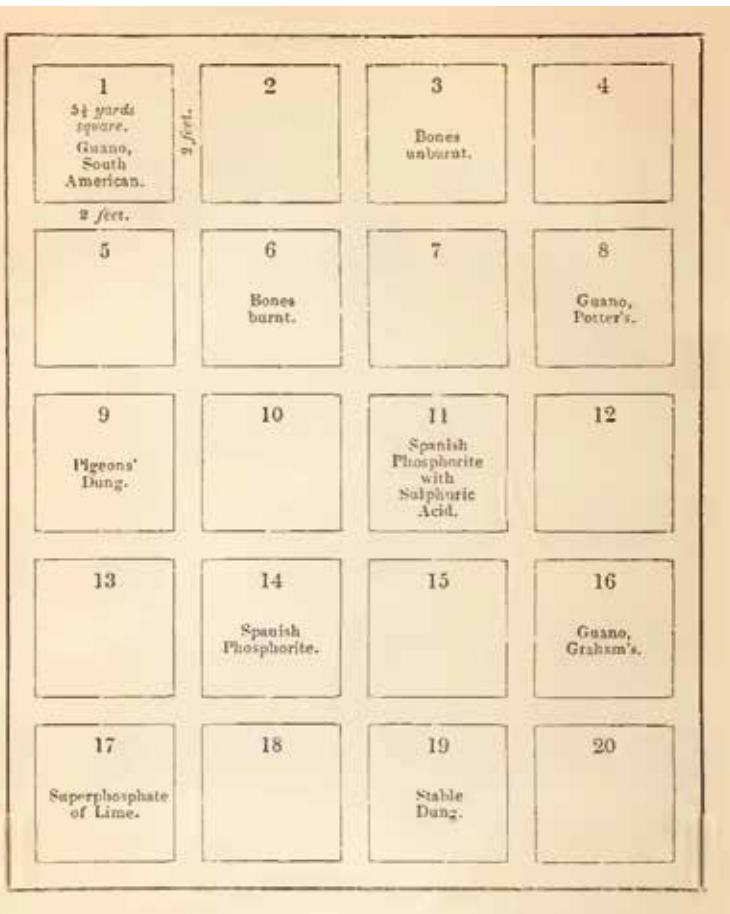 1
5½ yards
square.
Guano,
South
American.
2 feet.
2
3
Bones
unburnt.
4
2 feet.
5
6
Bones
burnt.
7
8
Guano,
Potter's.
9
Pigeons'
Dung.
10
11
Spanish
Phosphorite
with
Sulphuric
Acid.
12
13
14
Spanish
Phosphorite.
15
16
Guano,
Graham's.
17
Superphosphate
of Lime.
18
19
Stable
Dung.
20